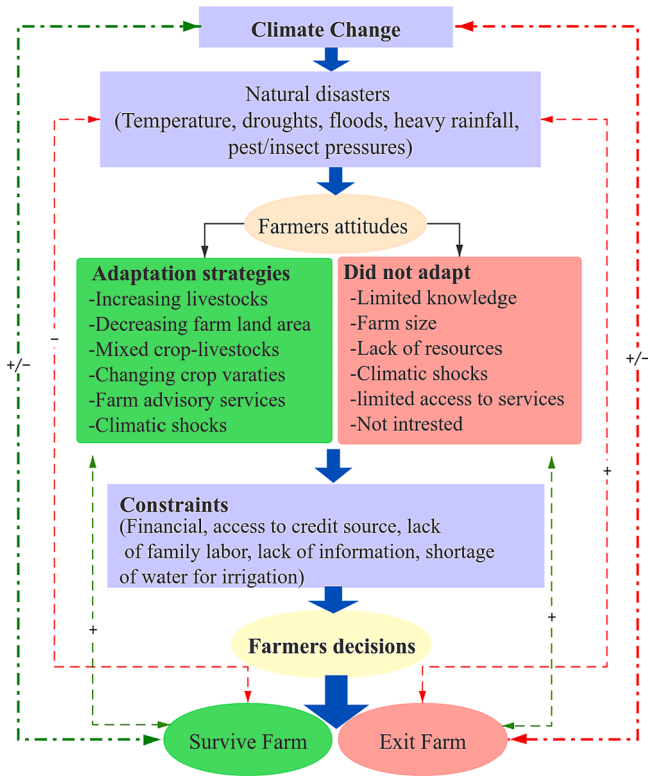 Climate Change
Natural disasters
(Temperature, droughts, floods, heavy rainfall,
pest/insect pressures)
Farmers attitudes
Adaptation strategies
-Increasing livestocks
-Decreasing farm land area
-Mixed crop-livestocks
-Changing crop varaties
-Farm advisory services
-Climatic shocks
Did not adapt
-Limited knowledge
-Farm size
-Lack of resources
-Climatic shocks
-limited access to services
-Not intrested
+/-
-
+/-
+
Constraints
(Financial, access to credit source, lack
of family labor, lack of information, shortage
of water for irrigation)
+
+
Farmers decisions
Survive Farm
Exit Farm